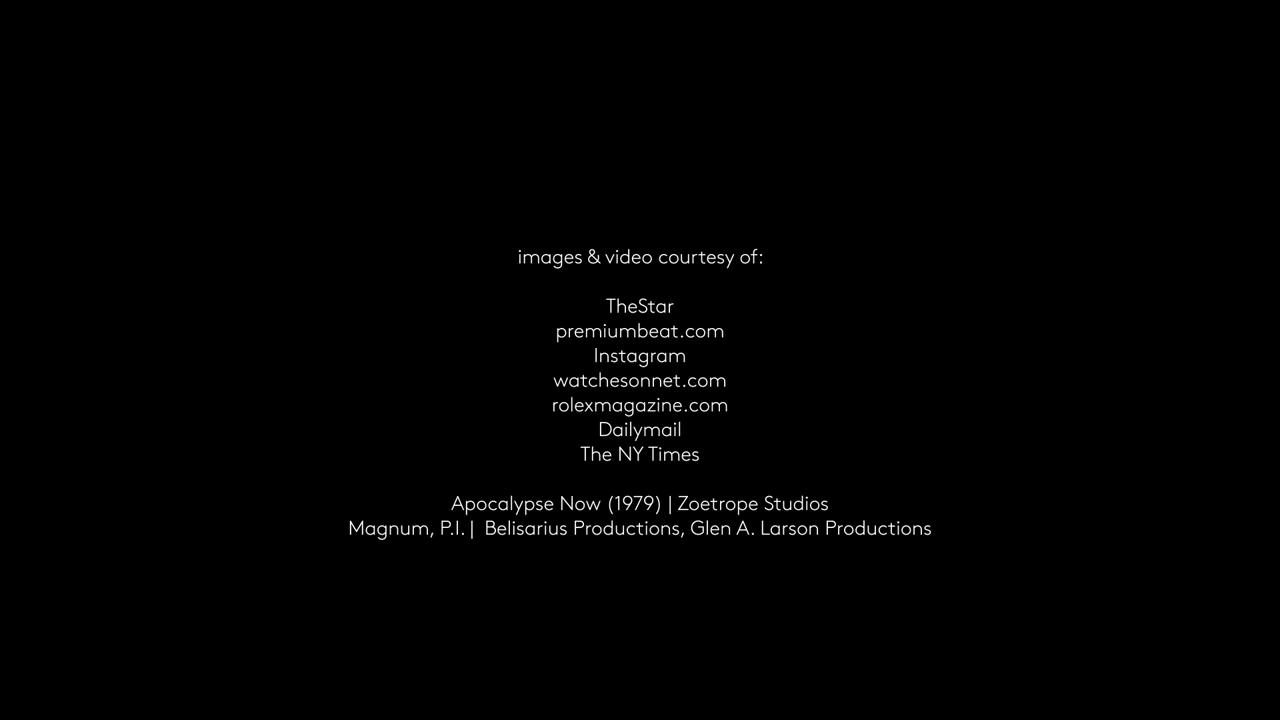 images & video courtesy of:
TheStar
premiumbeat.com
Instagram
watchesonnet.com
rolexmagazine.com
Dailymail
The NY Times
Apocalypse Now (1979) | Zoetrope Studios
Magnum, P.I. | Belisarius Productions, Glen A. Larson Productions